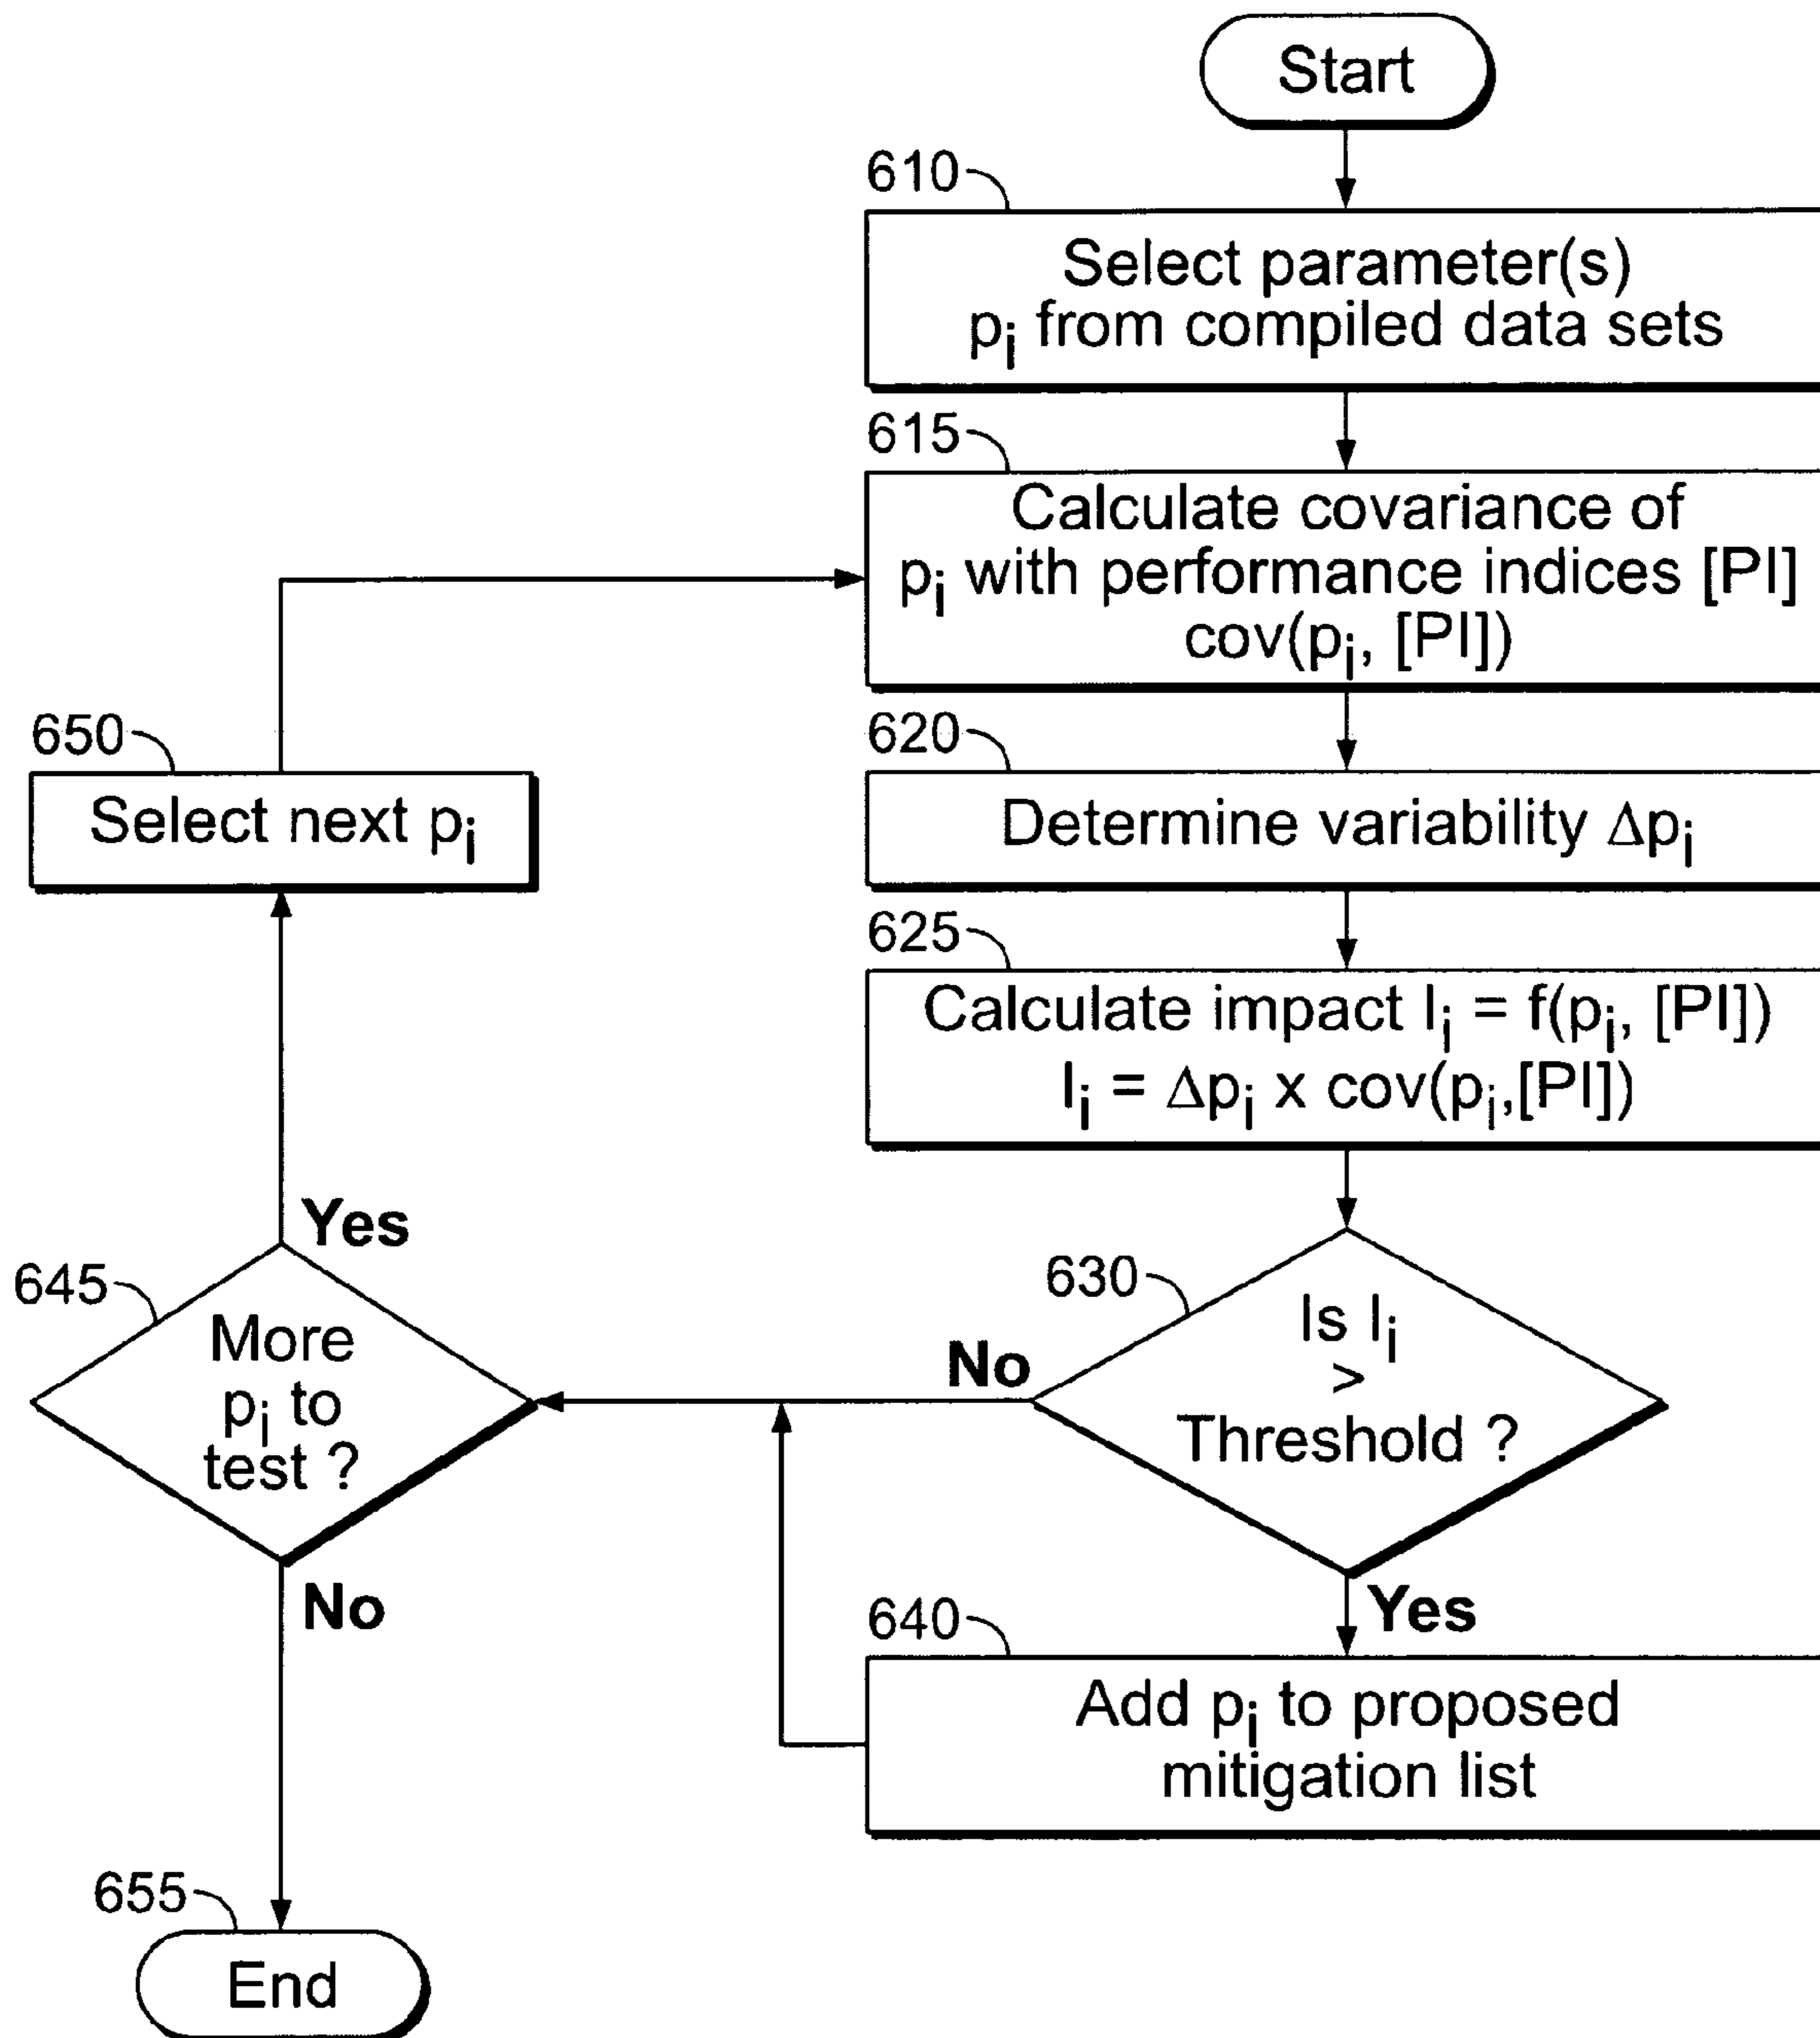 Start
610
Select parameter(s)
pi from compiled data sets
615
Calculate covariance of
pi with performance indices [PI]
cov(pi, [PI])
650
Select next pi
620
Determine variability Δpi
625
Calculate impact Ii = f(pi, [PI])
Ii = Δpi x cov(pi,[PI])
630
Is Ii
>
Threshold ?
No
Yes
640
Add pi to proposed
mitigation list
645
More
pi to
test ?
Yes
No
655
End